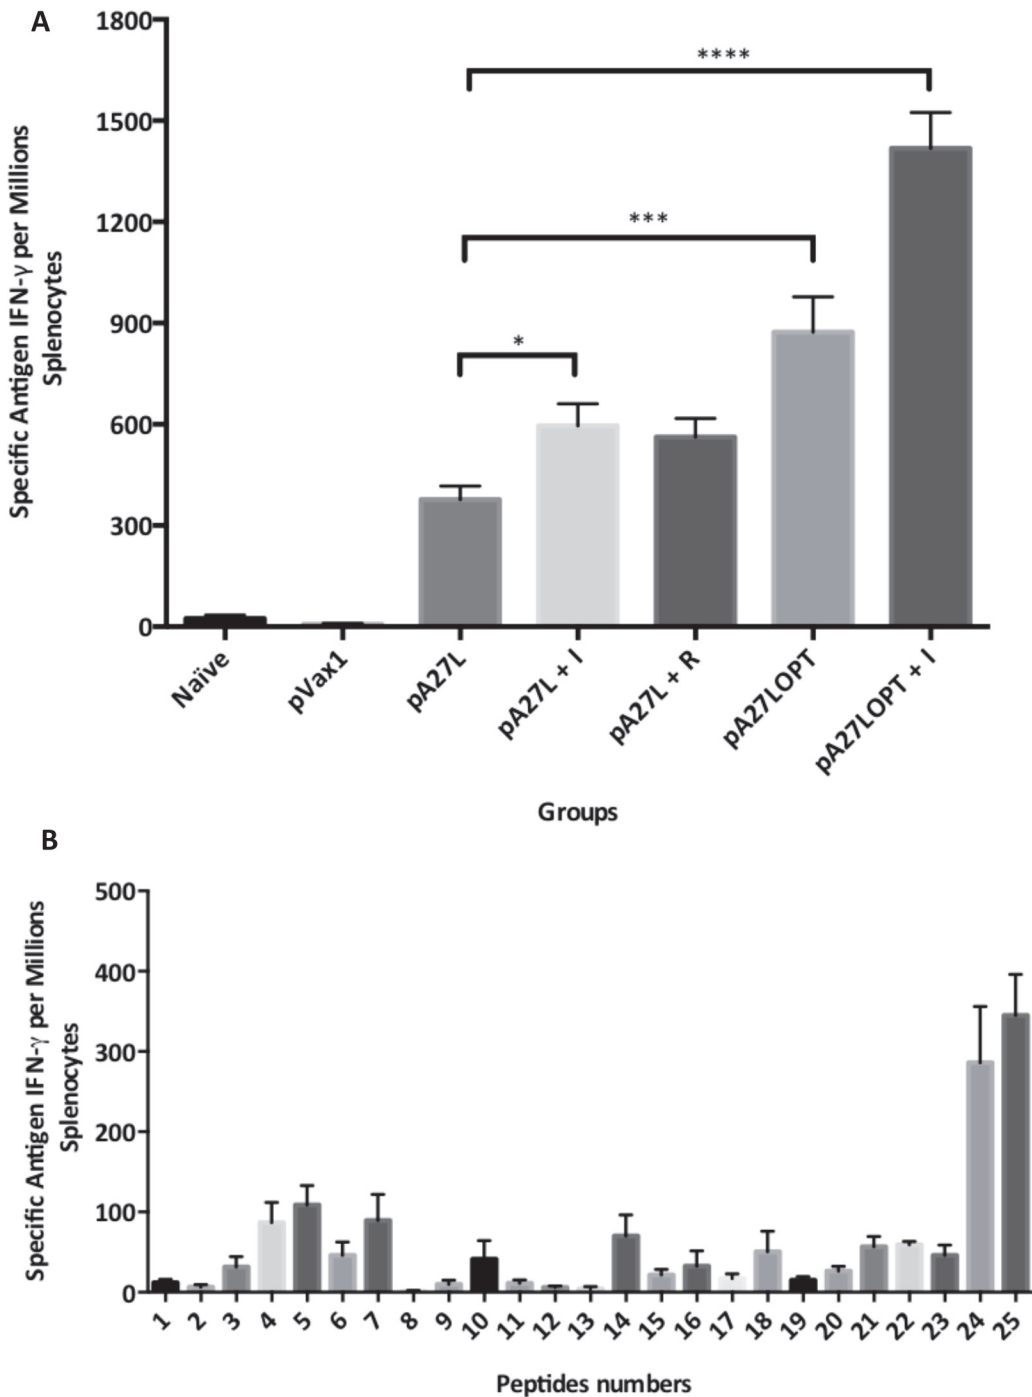 A
Specific Antigen IFN-γ per Millions
Splenocytes
1800
1500
1200
900
600
300
0
****
***
*
Naïve
pVax1
pA27L
pA27L + I
pA27L + R
pA27LOPT
pA27LOPT + I
Groups
B
Specific Antigen IFN-γ per Millions
Splenocytes
500
400
300
200
100
0
1 2 3 4 5 6 7 8 9 10 11 12 13 14 15 16 17 18 19 20 21 22 23 24 25
Peptides numbers